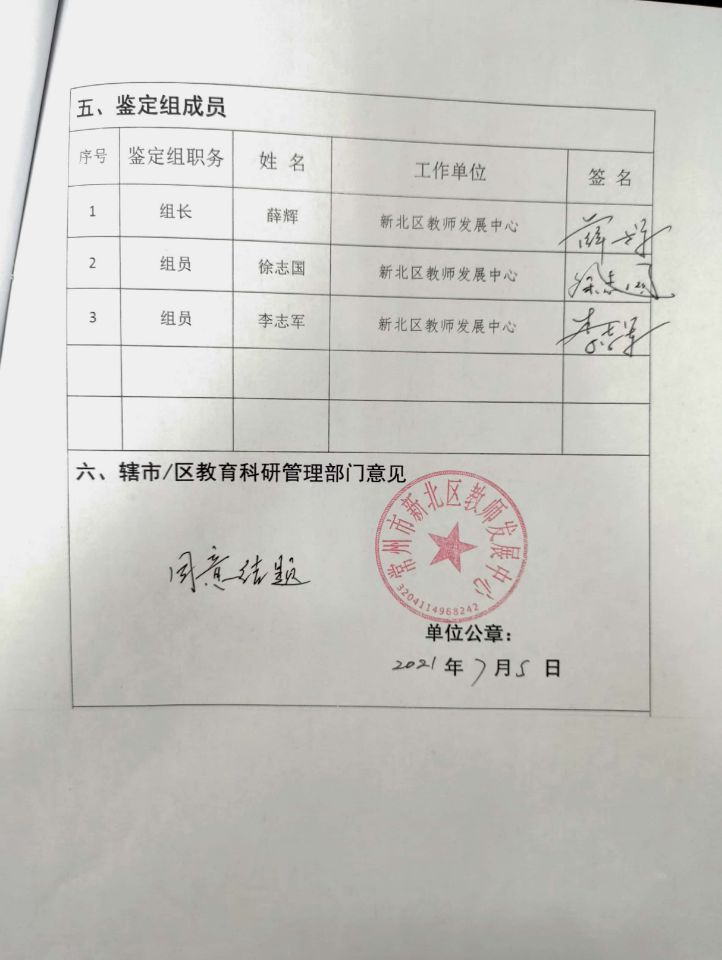 五、鉴定组成员
序号 鉴定组职务 姓 名 工作单位 签 名
1 组长 薛辉 新北区教师发展中心 薛辉
2 组员 徐志国 新北区教师发展中心 徐志国
3 组员 李志军 新北区教师发展中心 李志军
六、辖市/区教育科研管理部门意见
常州市新北区教师发展中心
3204114968242
同意结题
单位公章：
2021年7月5日